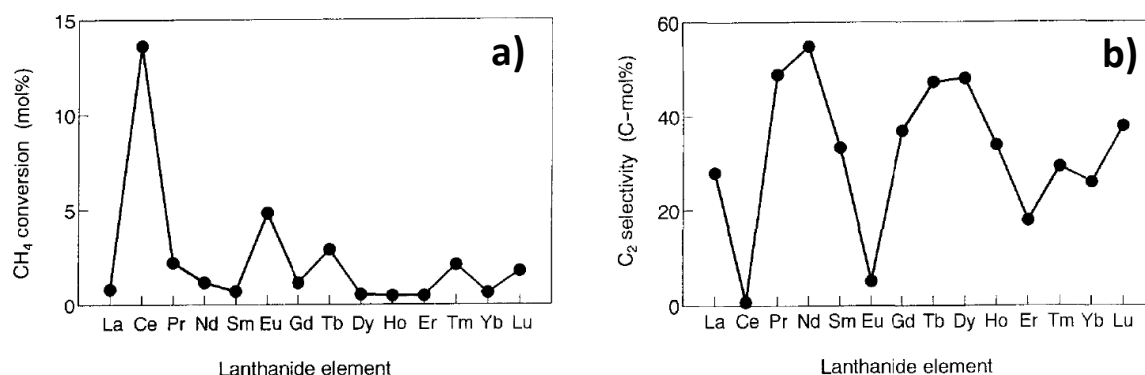 a)
CH₄ conversion (mol%)
15
10
5
0
La Ce Pr Nd Sm Eu Gd Tb Dy Ho Er Tm Yb Lu
Lanthanide element
b)
C₂ selectivity (C-mol%)
60
40
20
0
La Ce Pr Nd Sm Eu Gd Tb Dy Ho Er Tm Yb Lu
Lanthanide element